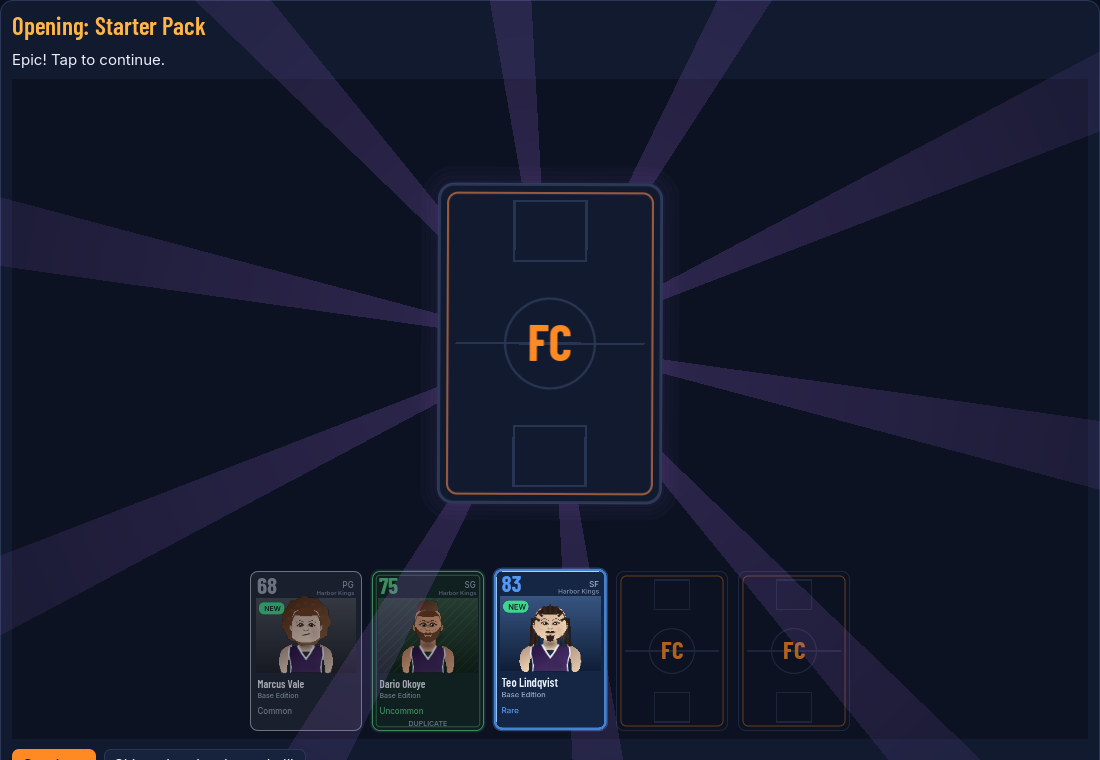 Opening: Starter Pack
Epic! Tap to continue.
FC
68
PG
Harbor Kings
NEW
Marcus Vale
Base Edition
Common
75
SG
Harbor Kings
Dario Okoye
Base Edition
Uncommon
DUPLICATE
83
SF
Harbor Kings
NEW
Teo Lindqvist
Base Edition
Rare
FC
FC